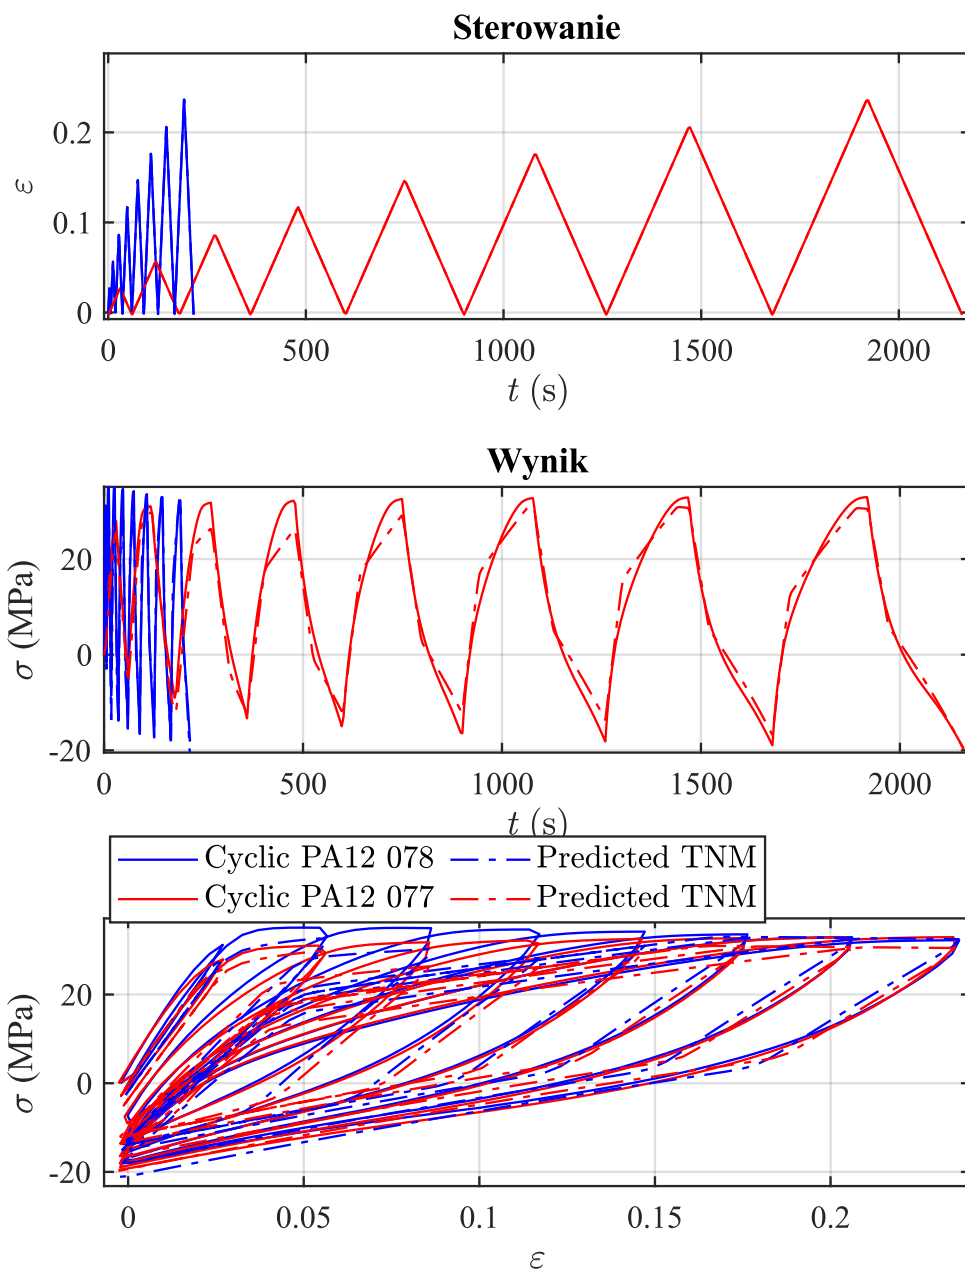 Sterowanie
ε
0.2
0.1
0
0 500 1000 1500 2000
t (s)
Wynik
σ (MPa)
20
0
-20
0 500 1000 1500 2000
t (s)
Cyclic PA12 078 Predicted TNM
Cyclic PA12 077 Predicted TNM
σ (MPa)
20
0
-20
0 0.05 0.1 0.15 0.2
ε